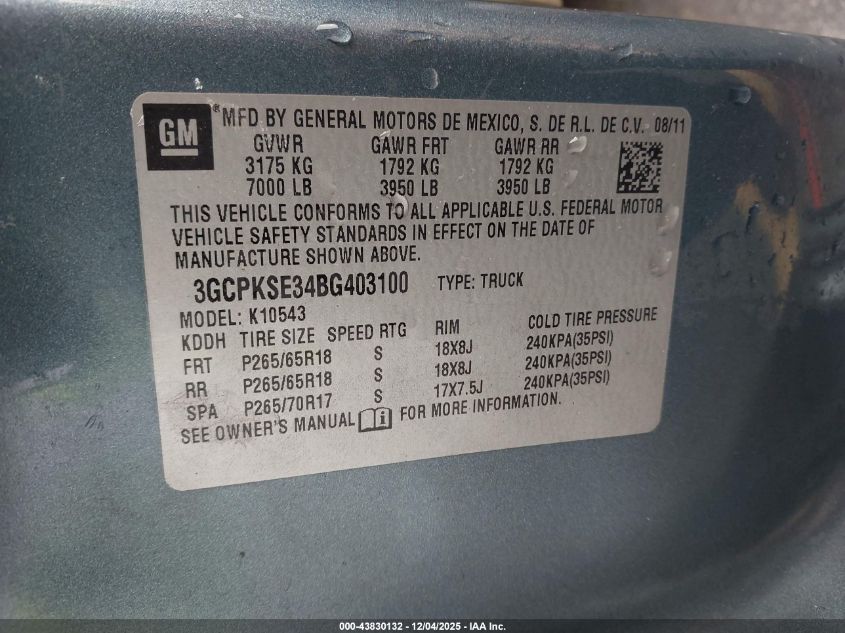 GM
*MFD BY GENERAL MOTORS DE MEXICO, S. DE R.L. DE C.V. 08/11
GVWR GAWR FRT GAWR RR
3175 KG 1792 KG 1792 KG
7000 LB 3950 LB 3950 LB
THIS VEHICLE CONFORMS TO ALL APPLICABLE U.S. FEDERAL MOTOR
VEHICLE SAFETY STANDARDS IN EFFECT ON THE DATE OF
MANUFACTURE SHOWN ABOVE.
3GCPKSE34BG403100 TYPE: TRUCK
MODEL: K10543
KDDH TIRE SIZE SPEED RTG RIM COLD TIRE PRESSURE
FRT P265/65R18 S 18X8J 240KPA(35PSI)
RR P265/65R18 S 18X8J 240KPA(35PSI)
SPA P265/70R17 S 17X7.5J 240KPA(35PSI)
SEE OWNER'S MANUAL i FOR MORE INFORMATION.
000-43830132 - 12/04/2025 - IAA Inc.